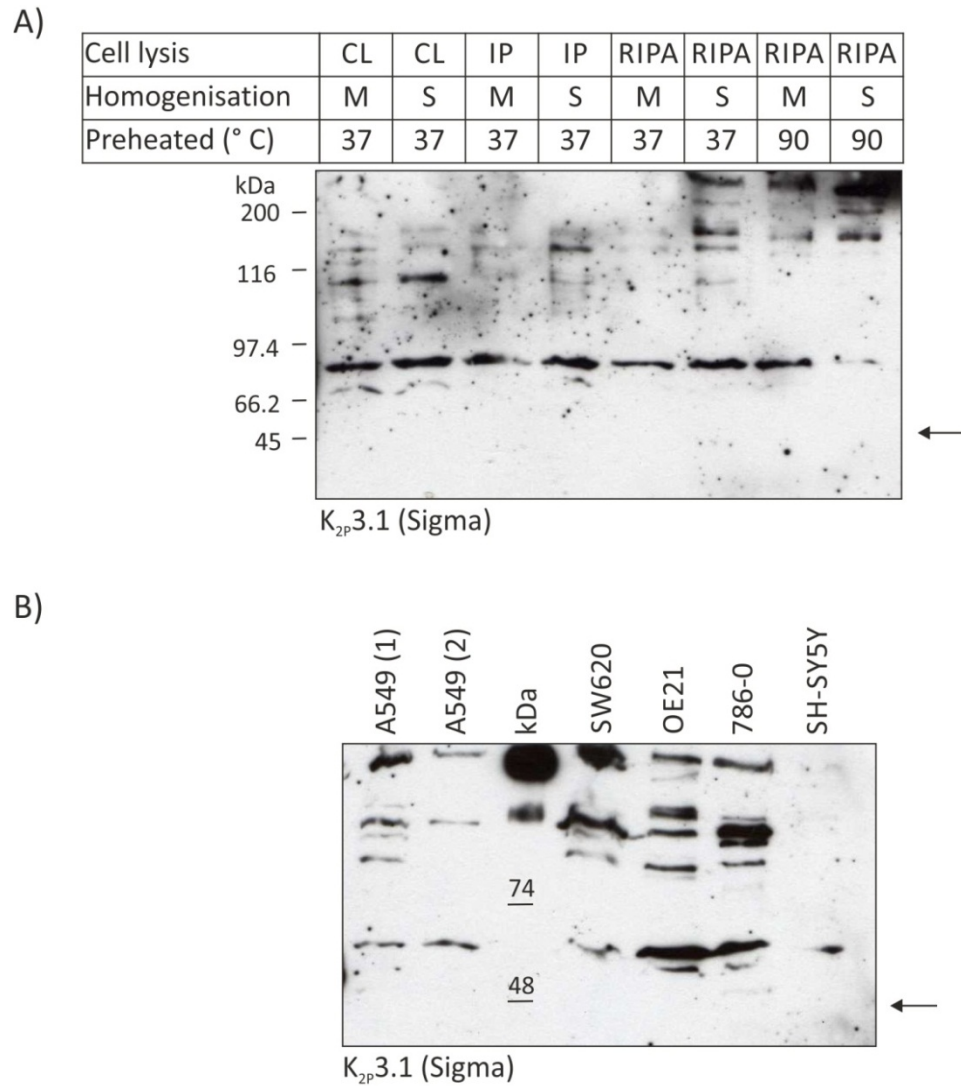 A)
Cell lysis CL CL IP IP RIPA RIPA RIPA RIPA
Homogenisation M S M S M S M S
Preheated (° C) 37 37 37 37 37 37 90 90
kDa
200
116
97.4
66.2
45
K2P3.1 (Sigma)
B)
A549 (1) A549 (2) kDa SW620 OE21 786-0 SH-SY5Y
74
48
K2P3.1 (Sigma)